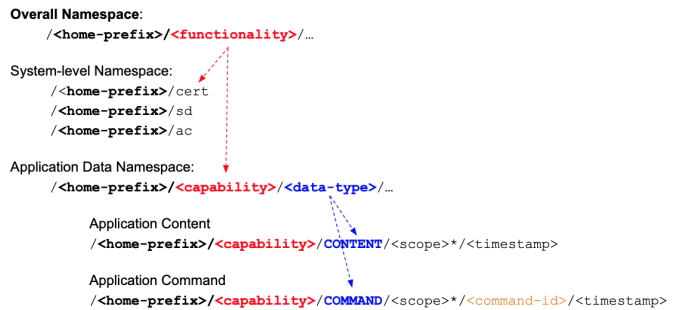 Overall Namespace:
/<home-prefix>/<functionality>/…
System-level Namespace:
/<home-prefix>/cert
/<home-prefix>/sd
/<home-prefix>/ac
Application Data Namespace:
/<home-prefix>/<capability>/<data-type>/…
Application Content
/<home-prefix>/<capability>/CONTENT/<scope>*/<timestamp>
Application Command
/<home-prefix>/<capability>/COMMAND/<scope>*/<command-id>/<timestamp>